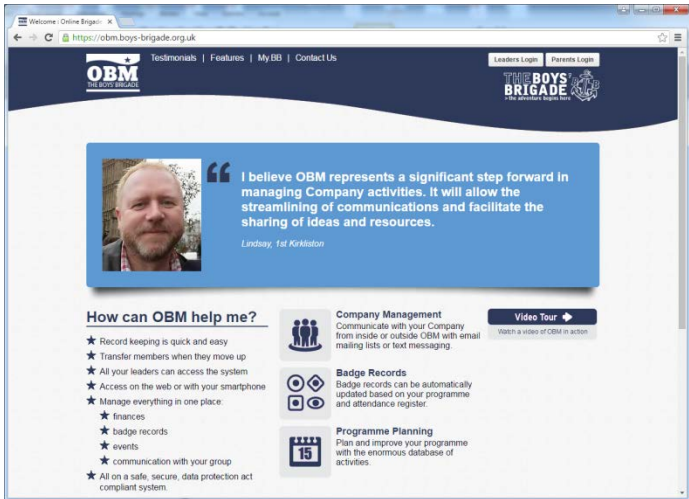 Welcome | Online Brigade
https://obm.boys-brigade.org.uk
Testimonials | Features | My.BB | Contact Us
Leaders Login
Parents Login
OBM
THE BOYS' BRIGADE
THE BOYS' BRIGADE
the adventure begins here
“
I believe OBM represents a significant step forward in
managing Company activities. It will allow the
streamlining of communications and facilitate the
sharing of ideas and resources.
Lindsay, 1st Kirkliston
How can OBM help me?
Record keeping is quick and easy
Transfer members when they move up
All your leaders can access the system
Access on the web or with your smartphone
Manage everything in one place:
finances
badge records
events
communication with your group
All on a safe, secure, data protection act
compliant system.
Company Management
Communicate with your Company
from inside or outside OBM with email
mailing lists or text messaging.
Badge Records
Badge records can be automatically
updated based on your programme
and attendance register.
15
Programme Planning
Plan and improve your programme
with the enormous database of
activities.
Video Tour
Watch a video of OBM in action